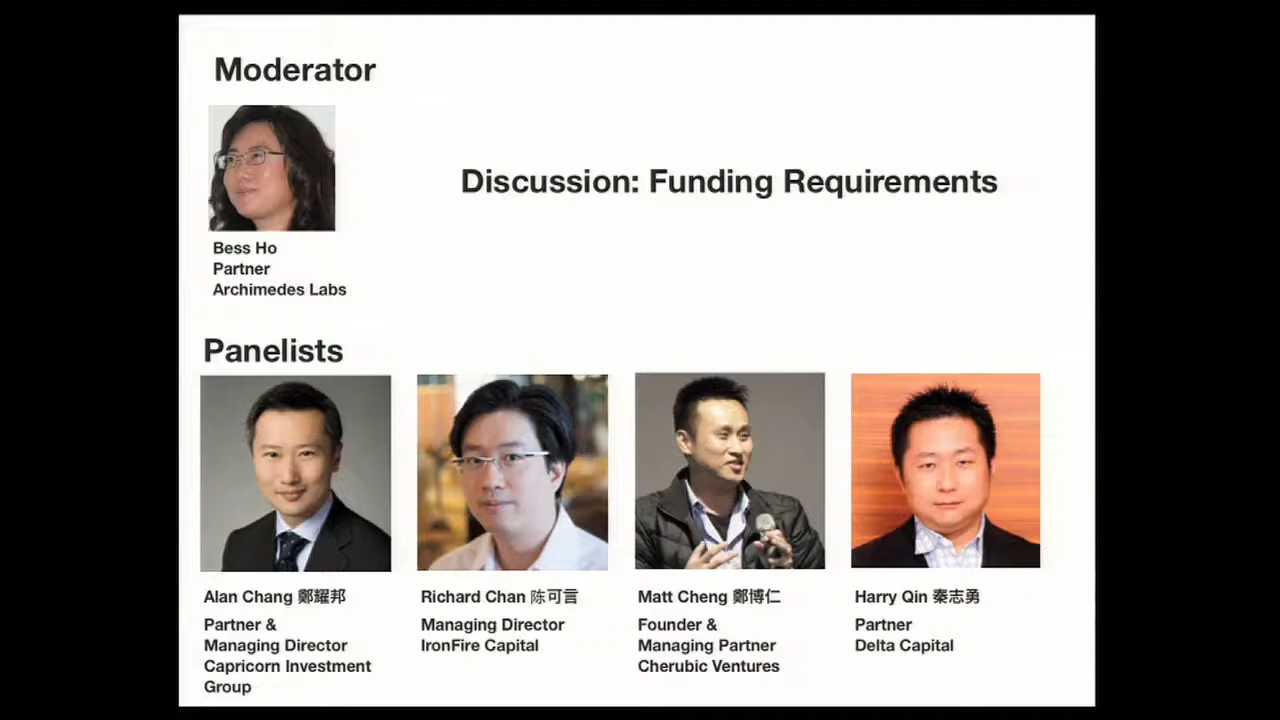 Moderator
Discussion: Funding Requirements
Bess Ho
Partner
Archimedes Labs
Panelists
Alan Chang 鄭耀邦
Partner &
Managing Director
Capricorn Investment
Group
Richard Chan 陈可言
Managing Director
IronFire Capital
Matt Cheng 鄭博仁
Founder &
Managing Partner
Cherubic Ventures
Harry Qin 秦志勇
Partner
Delta Capital